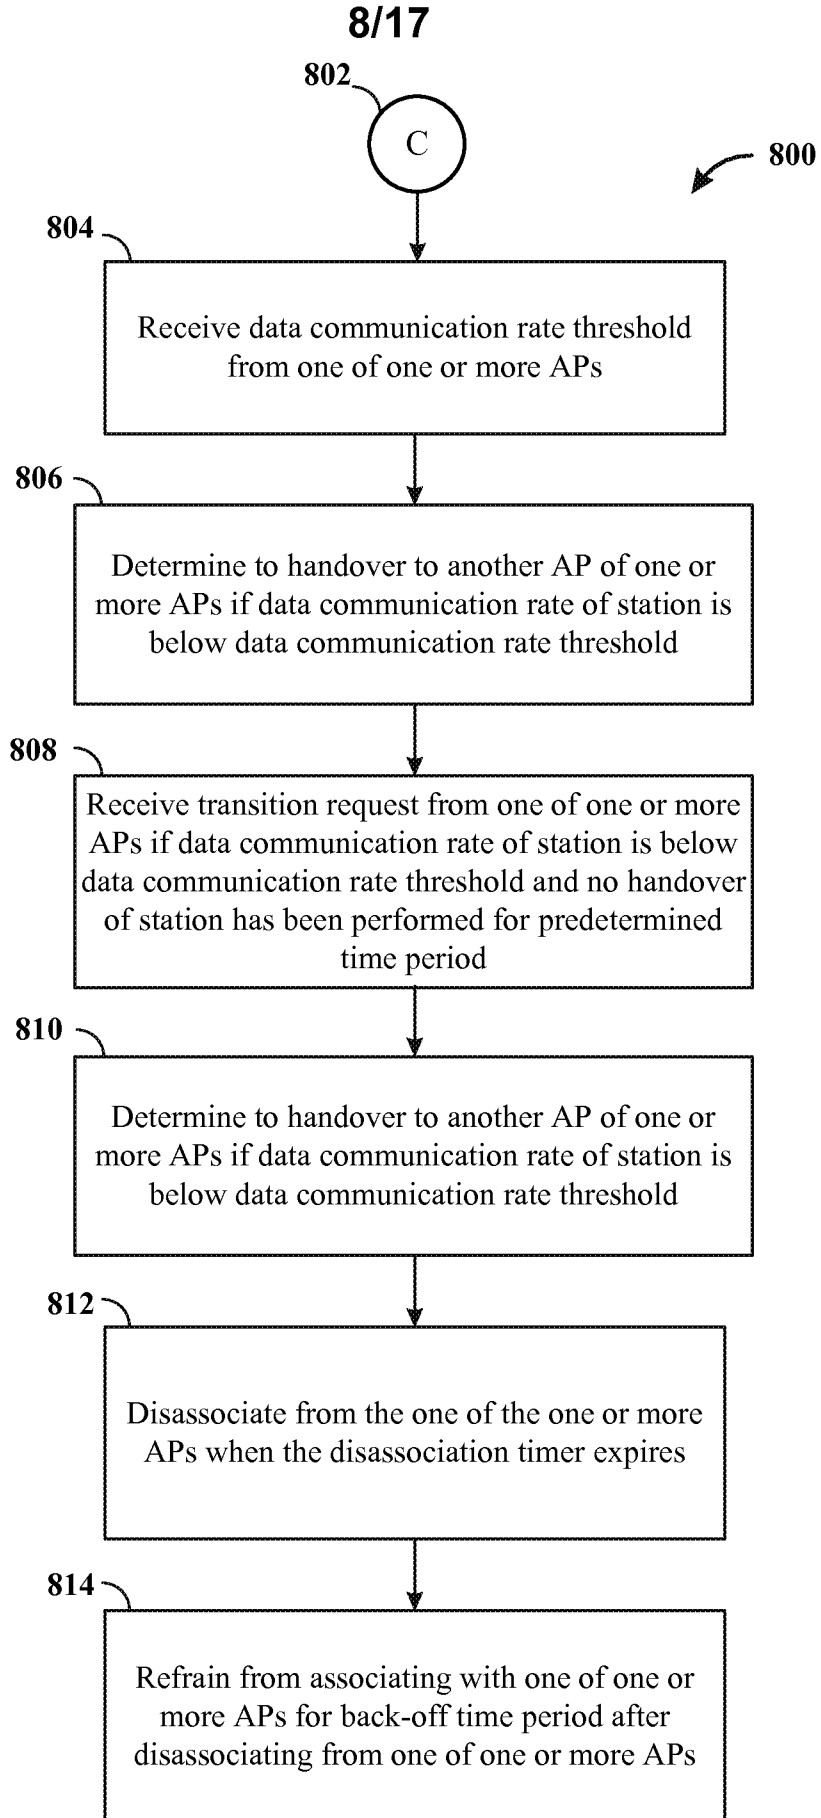 8/17
802
C
800
804
Receive data communication rate threshold
from one of one or more APs
806
Determine to handover to another AP of one or
more APs if data communication rate of station is
below data communication rate threshold
808
Receive transition request from one of one or more
APs if data communication rate of station is below
data communication rate threshold and no handover
of station has been performed for predetermined
time period
810
Determine to handover to another AP of one or
more APs if data communication rate of station is
below data communication rate threshold
812
Disassociate from the one of the one or more
APs when the disassociation timer expires
814
Refrain from associating with one of one or
more APs for back-off time period after
disassociating from one of one or more APs